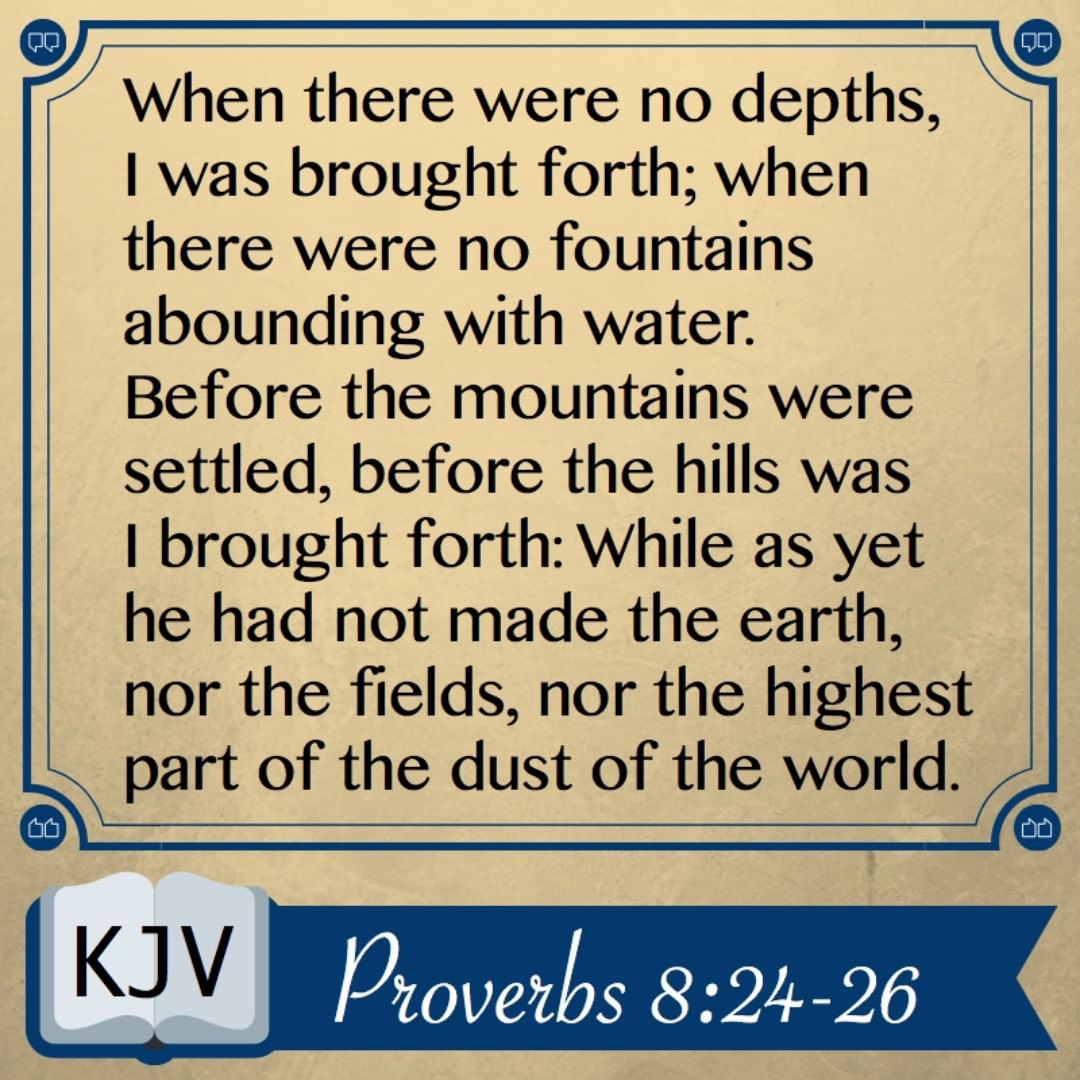 When there were no depths,
I was brought forth; when
there were no fountains
abounding with water.
Before the mountains were
settled, before the hills was
I brought forth: While as yet
he had not made the earth,
nor the fields, nor the highest
part of the dust of the world.
KJV
Proverbs 8:24-26